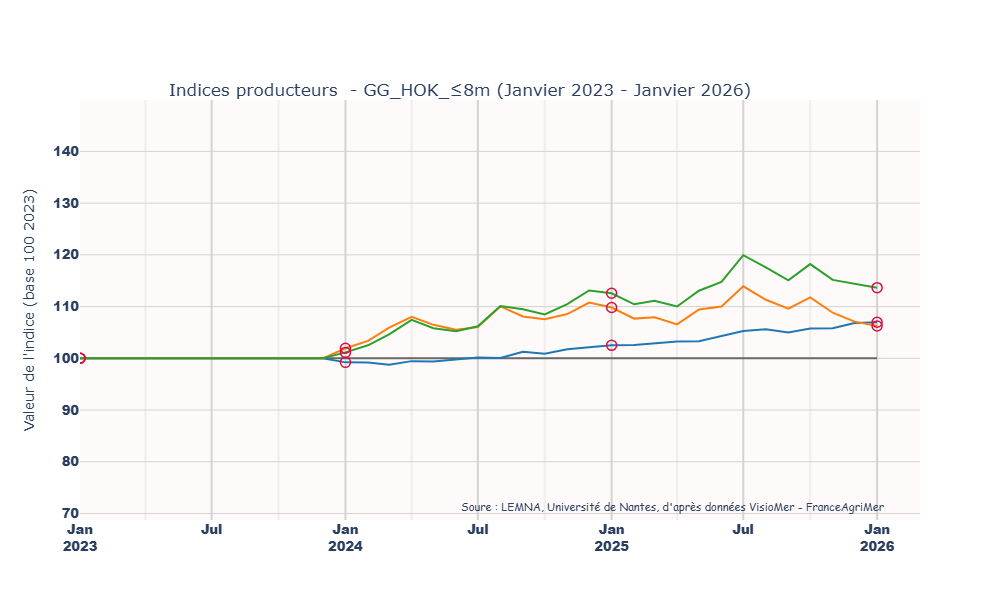 Indices producteurs - GG_HOK_≤8m (Janvier 2023 - Janvier 2026)
Valeur de l'indice (base 100 2023)
140
130
120
110
100
90
80
70
Soure : LEMNA, Université de Nantes, d'après données VisioMer - FranceAgriMer
Jan Jul Jan Jul Jan Jul Jan
2023 2024 2025 2026